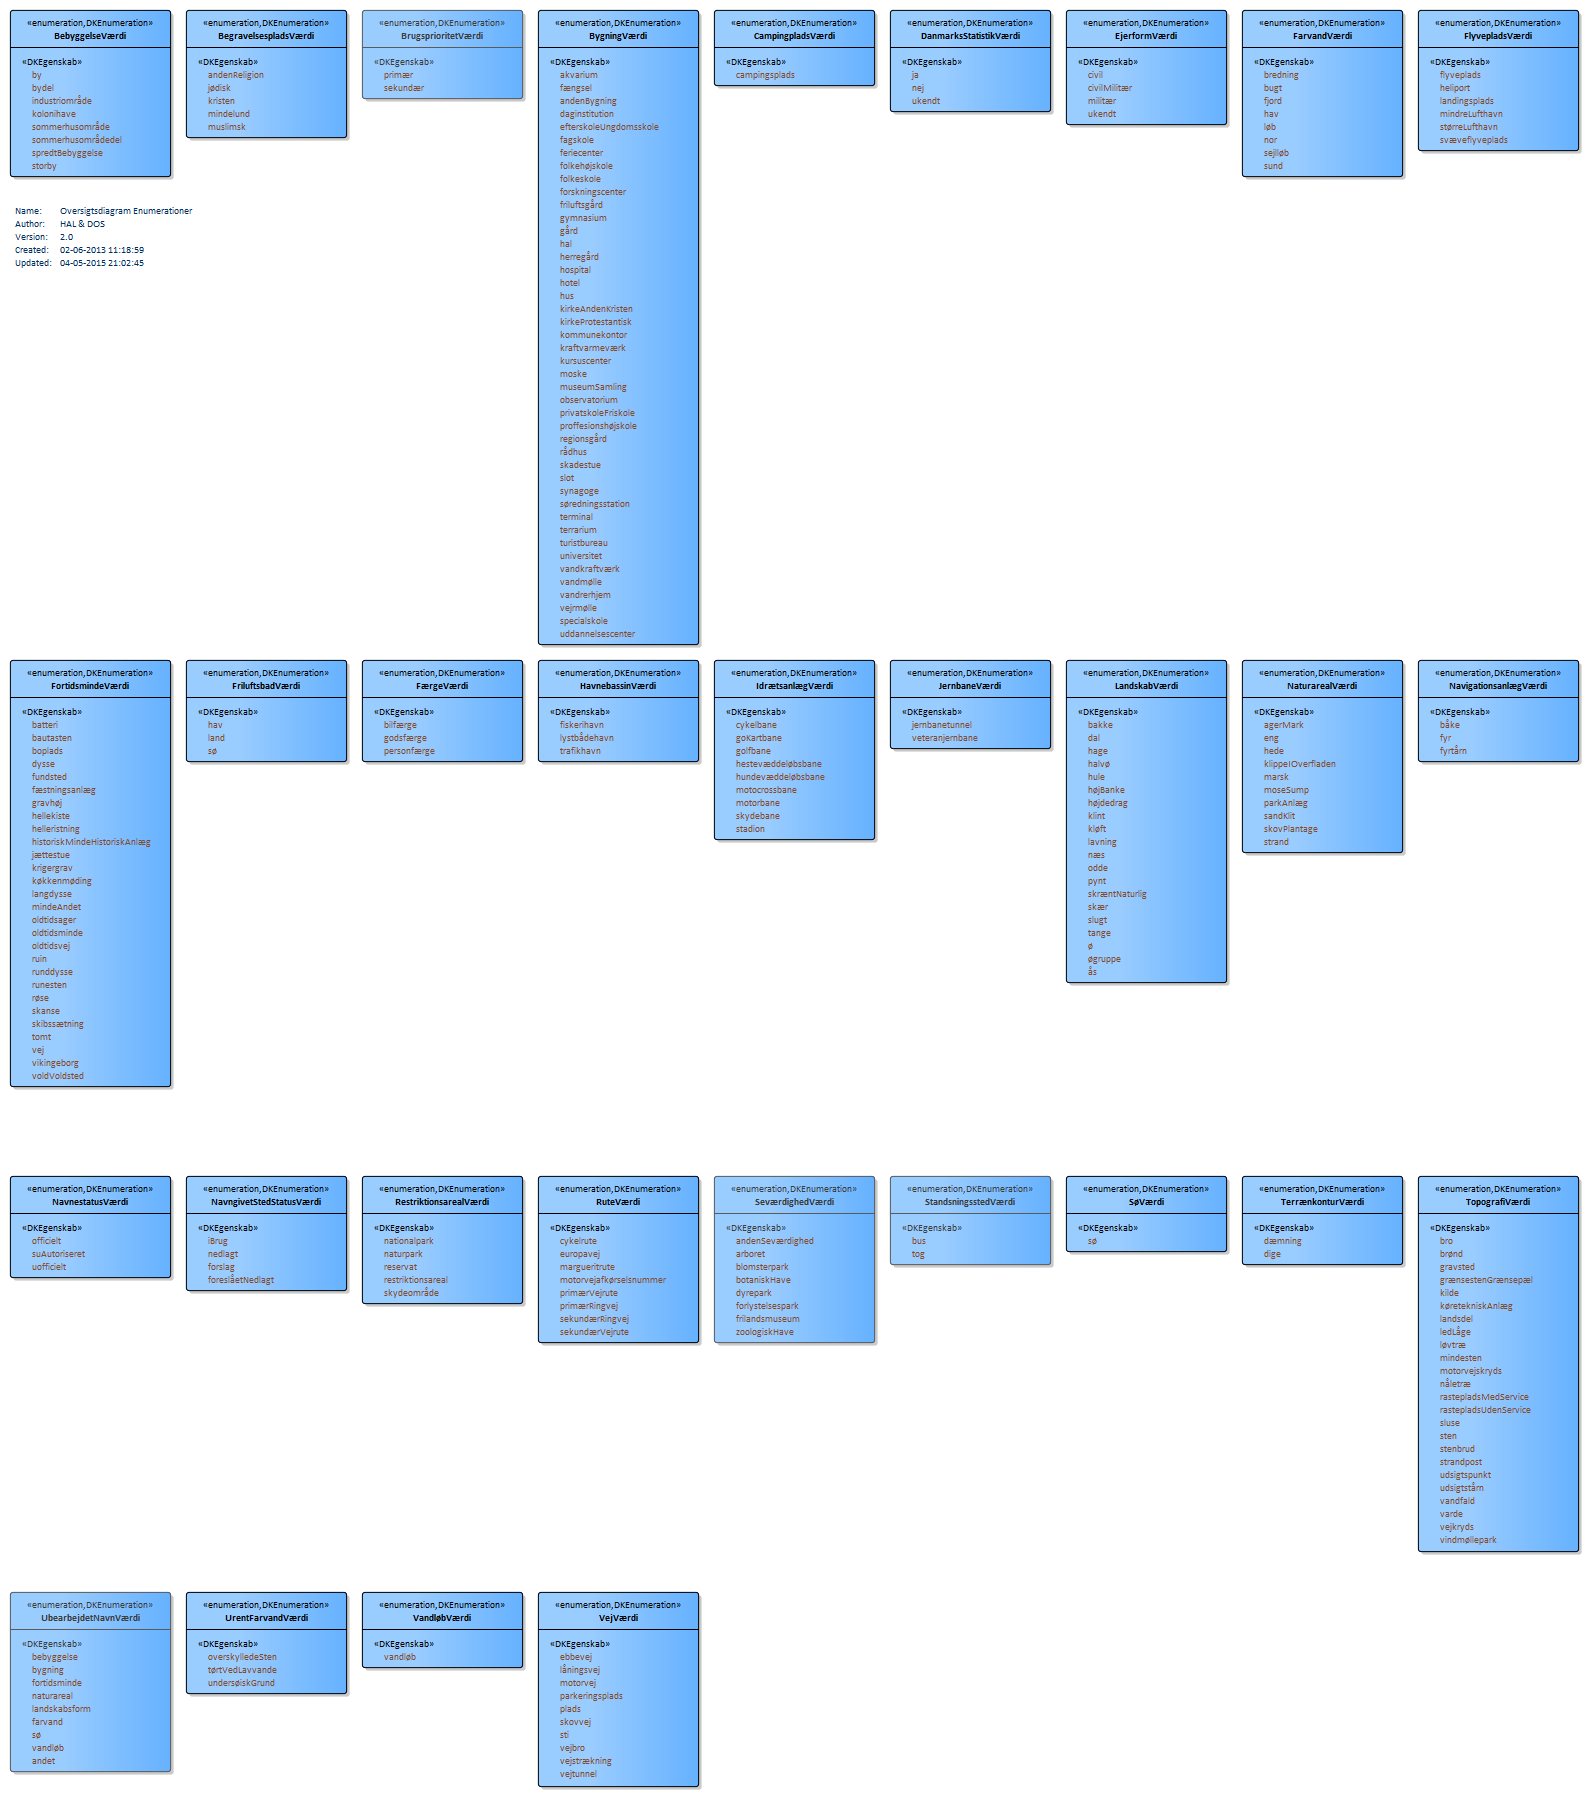 «enumeration,DKEnumeration»
BebyggelseVærdi
«DKEgenskab»
by
bydel
industriområde
kolonihave
sommerhusområde
sommerhusområdedel
spredtBebyggelse
storby
«enumeration,DKEnumeration»
BegravelsespladsVærdi
«DKEgenskab»
andenReligion
jødisk
kristen
mindelund
muslimsk
«enumeration,DKEnumeration»
BrugsprioritetVærdi
«DKEgenskab»
primær
sekundær
«enumeration,DKEnumeration»
BygningVærdi
«DKEgenskab»
akvarium
fængsel
andenBygning
daginstitution
efterskoleUngdomsskole
fagskole
feriecenter
folkehøjskole
folkeskole
forskningscenter
friluftsgård
gymnasium
gård
hal
herregård
hospital
hotel
hus
kirkeAndenKristen
kirkeProtestantisk
kommunekontor
kraftvarmeværk
kursuscenter
moske
museumSamling
observatorium
privatskoleFriskole
proffesionshøjskole
regionsgård
rådhus
skadestue
slot
synagoge
søredningsstation
terminal
terrarium
turistbureau
universitet
vandkraftværk
vandmølle
vandrerhjem
vejrmølle
specialskole
uddannelsescenter
«enumeration,DKEnumeration»
CampingpladsVærdi
«DKEgenskab»
campingsplads
«enumeration,DKEnumeration»
DanmarksStatistikVærdi
«DKEgenskab»
ja
nej
ukendt
«enumeration,DKEnumeration»
EjerformVærdi
«DKEgenskab»
civil
civilMilitær
militær
ukendt
«enumeration,DKEnumeration»
FarvandVærdi
«DKEgenskab»
bredning
bugt
fjord
hav
løb
nor
sejlløb
sund
«enumeration,DKEnumeration»
FlyvepladsVærdi
«DKEgenskab»
flyveplads
heliport
landingsplads
mindreLufthavn
størreLufthavn
svæveflyveplads
Name: Oversigtsdiagram Enumerationer
Author: HAL & DOS
Version: 2.0
Created: 02-06-2013 11:18:59
Updated: 04-05-2015 21:02:45
«enumeration,DKEnumeration»
FortidsmindeVærdi
«DKEgenskab»
batteri
bautasten
boplads
dysse
fundsted
fæstningsanlæg
gravhøj
hellekiste
helleristning
historiskMindeHistoriskAnlæg
jættestue
krigergrav
køkkenmøding
langdysse
mindeAndet
oldtidsager
oldtidsminde
oldtidsvej
ruin
runddysse
runesten
røse
skanse
skibssætning
tomt
vej
vikingeborg
voldVoldsted
«enumeration,DKEnumeration»
FriluftsbadVærdi
«DKEgenskab»
hav
land
sø
«enumeration,DKEnumeration»
FærgeVærdi
«DKEgenskab»
bilfærge
godsfærge
personfærge
«enumeration,DKEnumeration»
HavnebassinVærdi
«DKEgenskab»
fiskerihavn
lystbådehavn
trafikhavn
«enumeration,DKEnumeration»
IdrætsanlægVærdi
«DKEgenskab»
cykelbane
goKartbane
golfbane
hestevæddeløbsbane
hundevæddeløbsbane
motocrossbane
motorbane
skydebane
stadion
«enumeration,DKEnumeration»
JernbaneVærdi
«DKEgenskab»
jernbanetunnel
veteranjernbane
«enumeration,DKEnumeration»
LandskabVærdi
«DKEgenskab»
bakke
dal
hage
halvø
hule
højBanke
højdedrag
klint
kløft
lavning
næs
odde
pynt
skræntNaturlig
skær
slugt
tange
ø
øgruppe
ås
«enumeration,DKEnumeration»
NaturarealVærdi
«DKEgenskab»
agerMark
eng
hede
klippeIOverfladen
marsk
moseSump
parkAnlæg
sandKlit
skovPlantage
strand
«enumeration,DKEnumeration»
NavigationsanlægVærdi
«DKEgenskab»
båke
fyr
fyrtårn
«enumeration,DKEnumeration»
NavnestatusVærdi
«DKEgenskab»
officielt
suAutoriseret
uofficielt
«enumeration,DKEnumeration»
NavngivetStedStatusVærdi
«DKEgenskab»
iBrug
nedlagt
forslag
foreslåetNedlagt
«enumeration,DKEnumeration»
RestriktionsarealVærdi
«DKEgenskab»
nationalpark
naturpark
reservat
restriktionsareal
skydeområde
«enumeration,DKEnumeration»
RuteVærdi
«DKEgenskab»
cykelrute
europavej
margueritrute
motorvejafkørselsnummer
primærVejrute
primærRingvej
sekundærRingvej
sekundærVejrute
«enumeration,DKEnumeration»
SeværdighedVærdi
«DKEgenskab»
andenSeværdighed
arboret
blomsterpark
botaniskHave
dyrepark
forlystelsespark
frilandsmuseum
zoologiskHave
«enumeration,DKEnumeration»
StandsningsstedVærdi
«DKEgenskab»
bus
tog
«enumeration,DKEnumeration»
SøVærdi
«DKEgenskab»
sø
«enumeration,DKEnumeration»
TerrænkonturVærdi
«DKEgenskab»
dæmning
dige
«enumeration,DKEnumeration»
TopografiVærdi
«DKEgenskab»
bro
brønd
gravsted
grænsestenGrænsepæl
kilde
køretekniskAnlæg
landsdel
ledLåge
løvtræ
mindesten
motorvejskryds
nåletræ
rastepladsMedService
rastepladsUdenService
sluse
sten
stenbrud
strandpost
udsigtspunkt
udsigtstårn
vandfald
varde
vejkryds
vindmøllepark
«enumeration,DKEnumeration»
UbearbejdetNavnVærdi
«DKEgenskab»
bebyggelse
bygning
fortidsminde
naturareal
landskabsform
farvand
sø
vandløb
andet
«enumeration,DKEnumeration»
UrentFarvandVærdi
«DKEgenskab»
overskylledeSten
tørtVedLavvande
undersøiskGrund
«enumeration,DKEnumeration»
VandløbVærdi
«DKEgenskab»
vandløb
«enumeration,DKEnumeration»
VejVærdi
«DKEgenskab»
ebbevej
låningsvej
motorvej
parkeringsplads
plads
skovvej
sti
vejbro
vejstrækning
vejtunnel